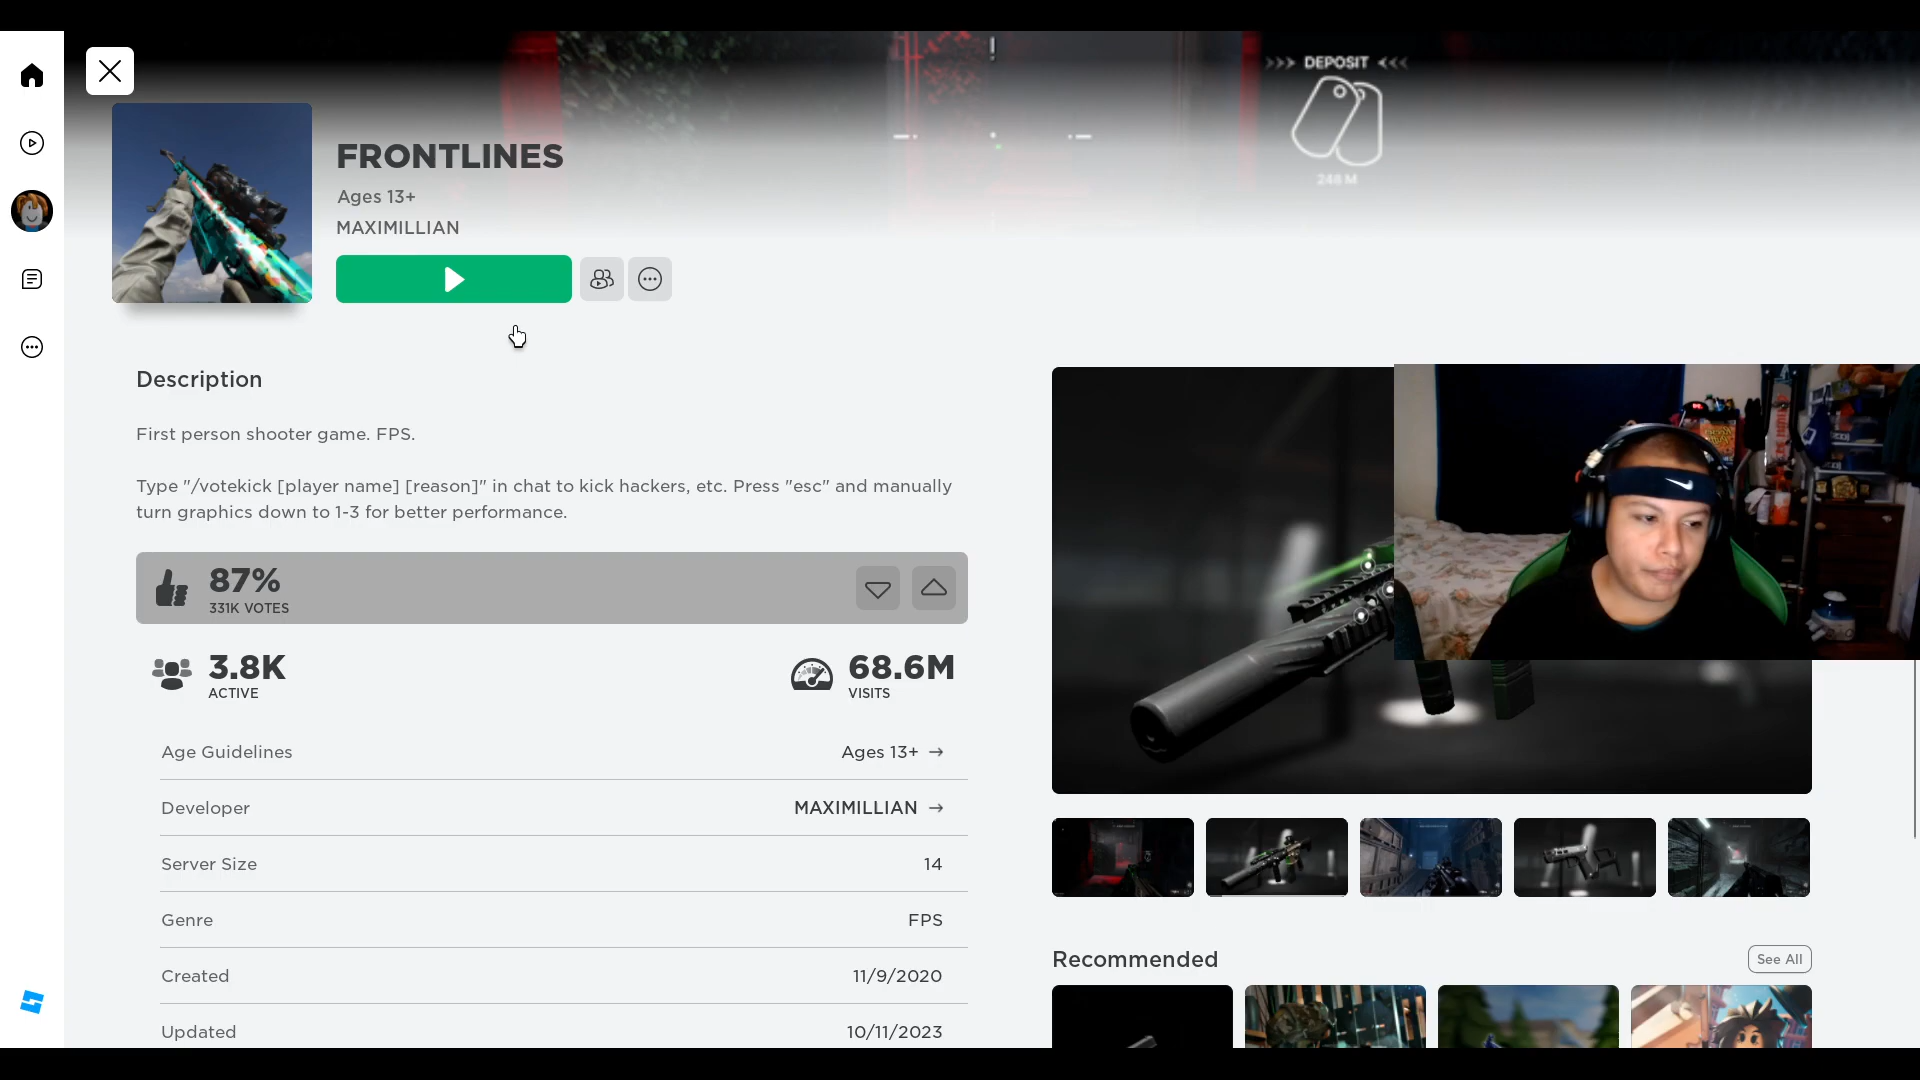 DEPOSIT
248 M
FRONTLINES
Ages 13+
MAXIMILLIAN
Description
First person shooter game. FPS.
Type "/votekick [player name] [reason]" in chat to kick hackers, etc. Press "esc" and manually
turn graphics down to 1-3 for better performance.
87%
331K VOTES
3.8K
ACTIVE
68.6M
VISITS
Age Guidelines
Ages 13+
Developer
MAXIMILLIAN
Server Size
14
Genre
FPS
Created
11/9/2020
Updated
10/11/2023
Recommended
See All